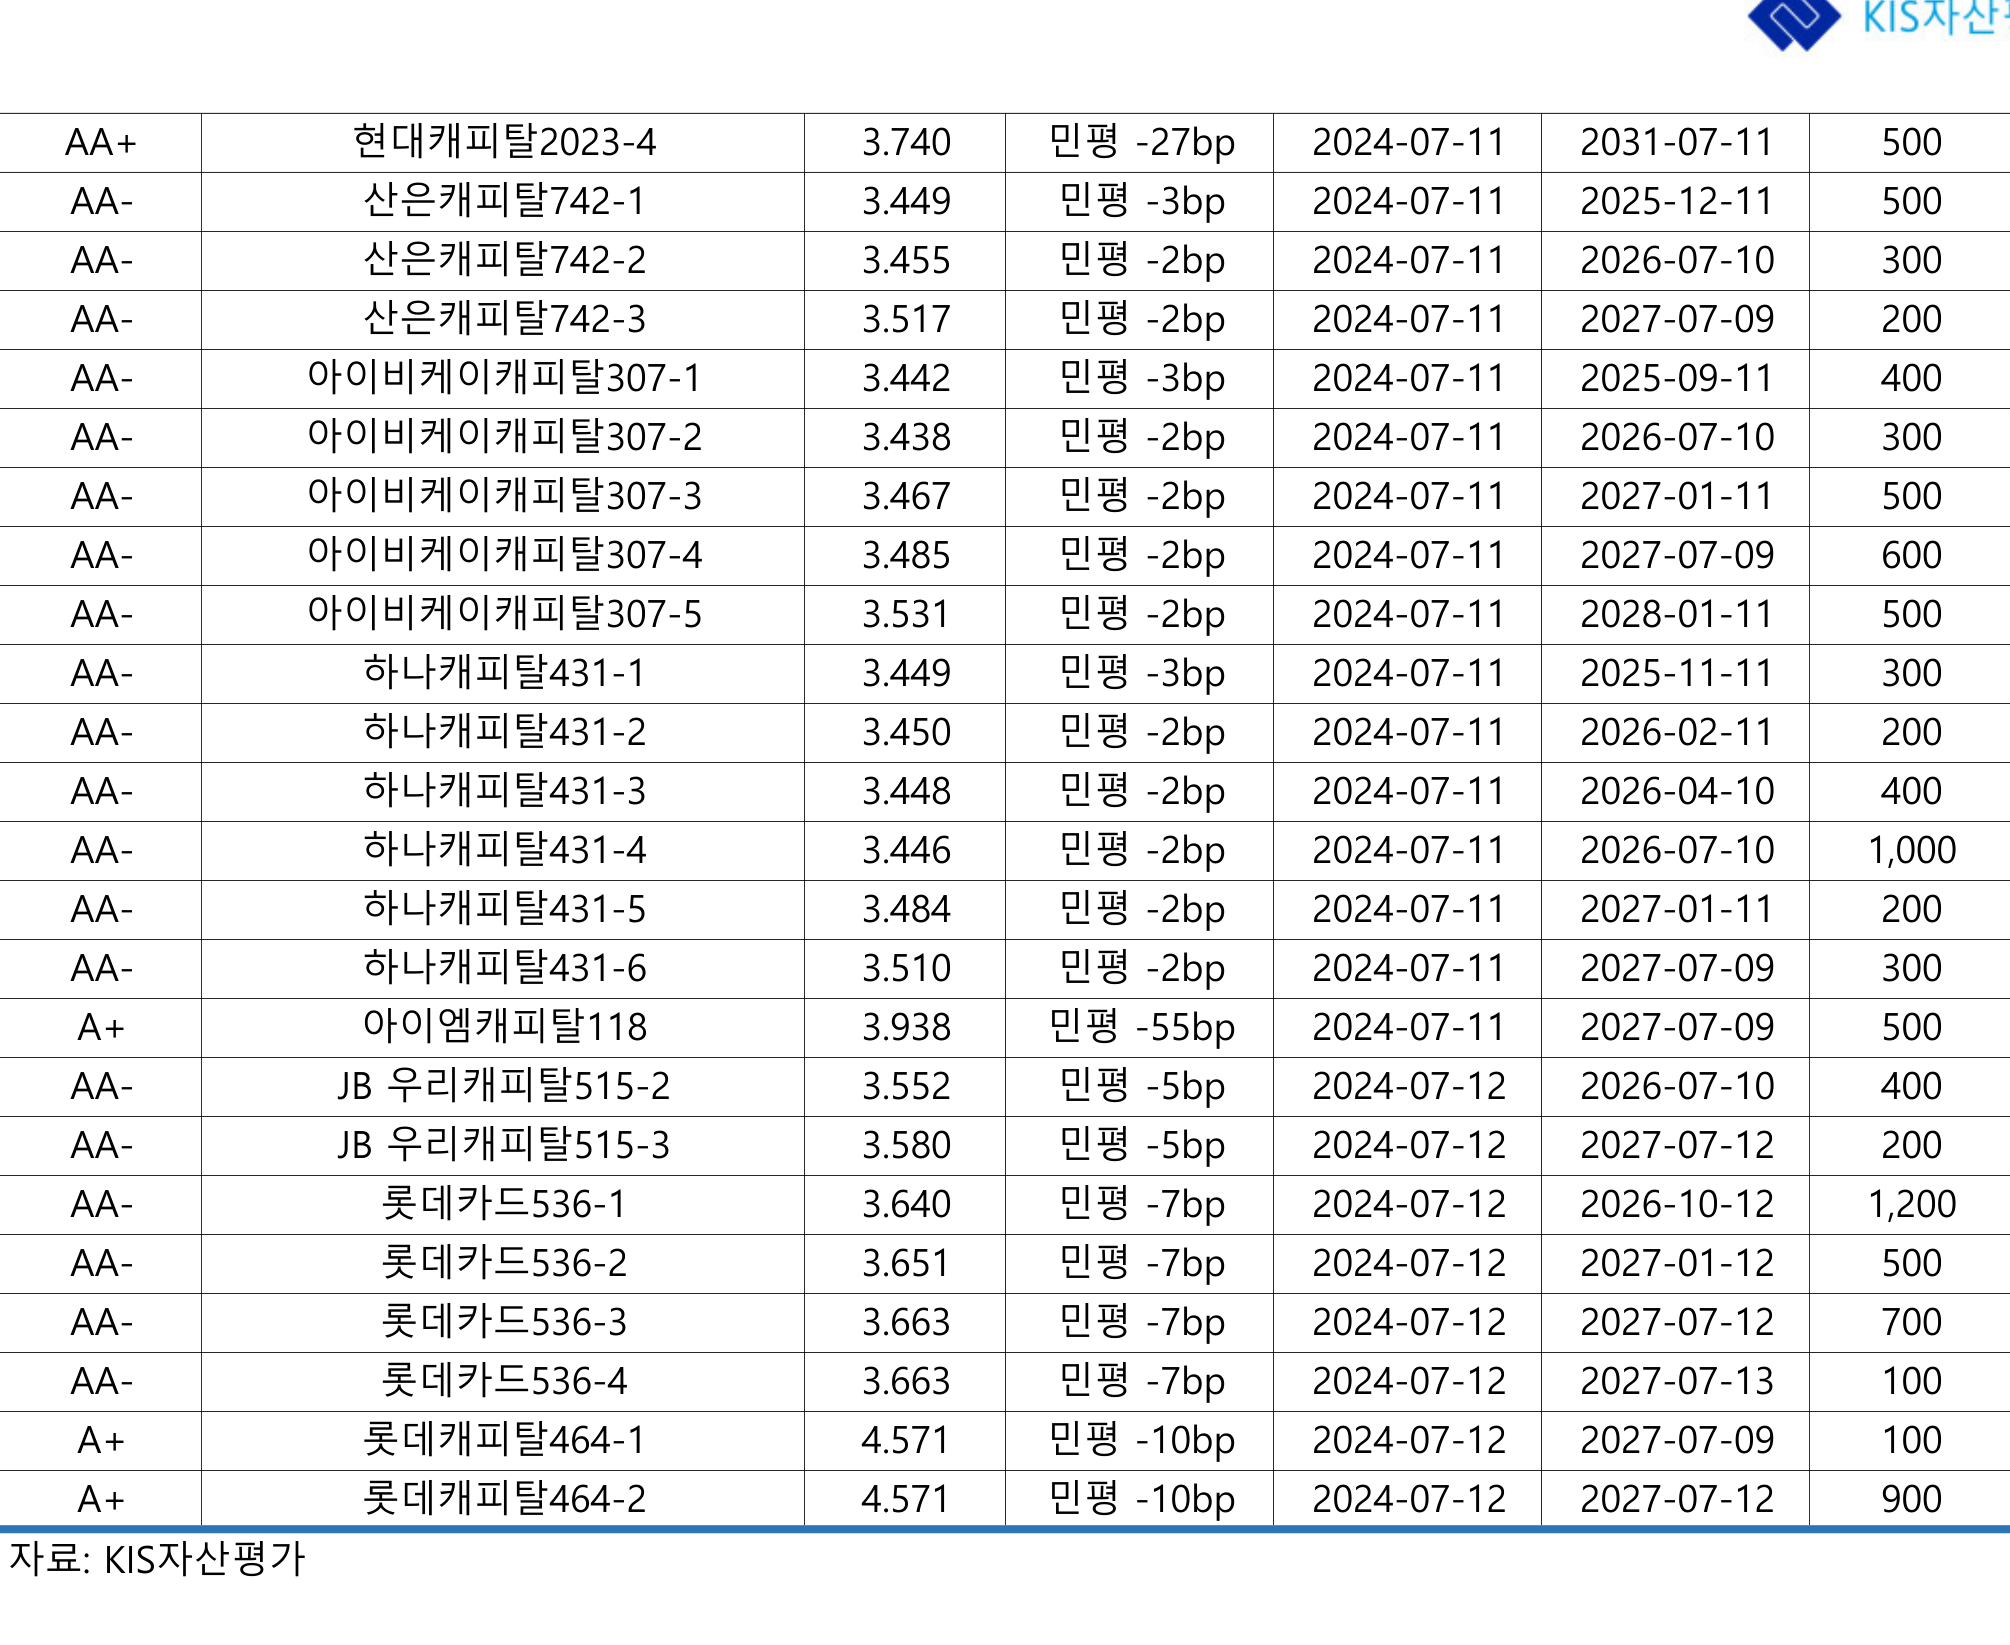 KIS자산
AA+ 현대캐피탈2023-4 3.740 민평 -27bp 2024-07-11 2031-07-11 500
AA- 산은캐피탈742-1 3.449 민평 -3bp 2024-07-11 2025-12-11 500
AA- 산은캐피탈742-2 3.455 민평 -2bp 2024-07-11 2026-07-10 300
AA- 산은캐피탈742-3 3.517 민평 -2bp 2024-07-11 2027-07-09 200
AA- 아이비케이캐피탈307-1 3.442 민평 -3bp 2024-07-11 2025-09-11 400
AA- 아이비케이캐피탈307-2 3.438 민평 -2bp 2024-07-11 2026-07-10 300
AA- 아이비케이캐피탈307-3 3.467 민평 -2bp 2024-07-11 2027-01-11 500
AA- 아이비케이캐피탈307-4 3.485 민평 -2bp 2024-07-11 2027-07-09 600
AA- 아이비케이캐피탈307-5 3.531 민평 -2bp 2024-07-11 2028-01-11 500
AA- 하나캐피탈431-1 3.449 민평 -3bp 2024-07-11 2025-11-11 300
AA- 하나캐피탈431-2 3.450 민평 -2bp 2024-07-11 2026-02-11 200
AA- 하나캐피탈431-3 3.448 민평 -2bp 2024-07-11 2026-04-10 400
AA- 하나캐피탈431-4 3.446 민평 -2bp 2024-07-11 2026-07-10 1,000
AA- 하나캐피탈431-5 3.484 민평 -2bp 2024-07-11 2027-01-11 200
AA- 하나캐피탈431-6 3.510 민평 -2bp 2024-07-11 2027-07-09 300
A+ 아이엠캐피탈118 3.938 민평 -55bp 2024-07-11 2027-07-09 500
AA- JB 우리캐피탈515-2 3.552 민평 -5bp 2024-07-12 2026-07-10 400
AA- JB 우리캐피탈515-3 3.580 민평 -5bp 2024-07-12 2027-07-12 200
AA- 롯데카드536-1 3.640 민평 -7bp 2024-07-12 2026-10-12 1,200
AA- 롯데카드536-2 3.651 민평 -7bp 2024-07-12 2027-01-12 500
AA- 롯데카드536-3 3.663 민평 -7bp 2024-07-12 2027-07-12 700
AA- 롯데카드536-4 3.663 민평 -7bp 2024-07-12 2027-07-13 100
A+ 롯데캐피탈464-1 4.571 민평 -10bp 2024-07-12 2027-07-09 100
A+ 롯데캐피탈464-2 4.571 민평 -10bp 2024-07-12 2027-07-12 900
자료: KIS자산평가